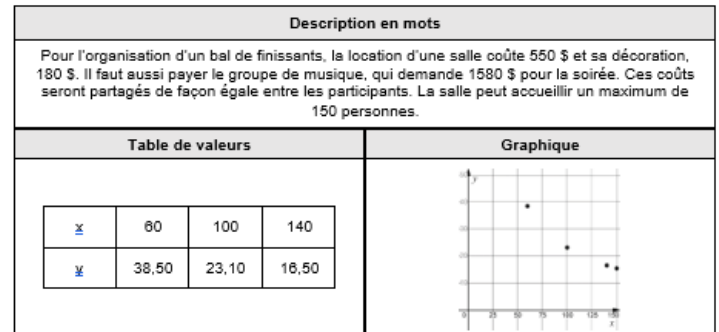 Description en mots
Pour l'organisation d'un bal de finissants, la location d'une salle coûte 550 $ et sa décoration,
180 $. Il faut aussi payer le groupe de musique, qui demande 1580 $ pour la soirée. Ces coûts
seront partagés de façon égale entre les participants. La salle peut accueillir un maximum de
150 personnes.
Table de valeurs
Graphique
x 60 100 140
y 38,50 23,10 16,50
y
0 25 50 75 100 125 150
x